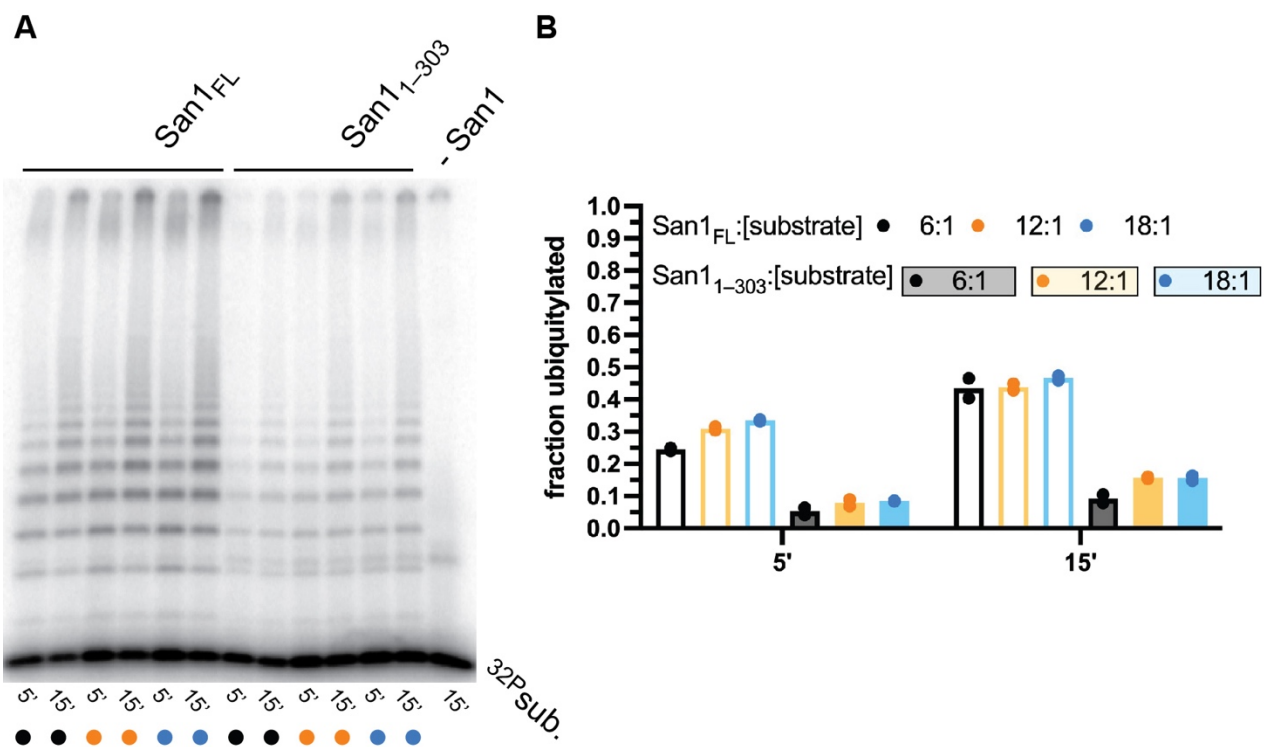 A
San1FL
San11–303
- San1
5' 15' 5' 15' 5' 15' 5' 15' 5' 15' 5' 15' 15'
32P sub.
B
San1FL:[substrate] 6:1 12:1 18:1
San11–303:[substrate] 6:1 12:1 18:1
fraction ubiquitylated
1.0
0.9
0.8
0.7
0.6
0.5
0.4
0.3
0.2
0.1
0.0
5' 15'